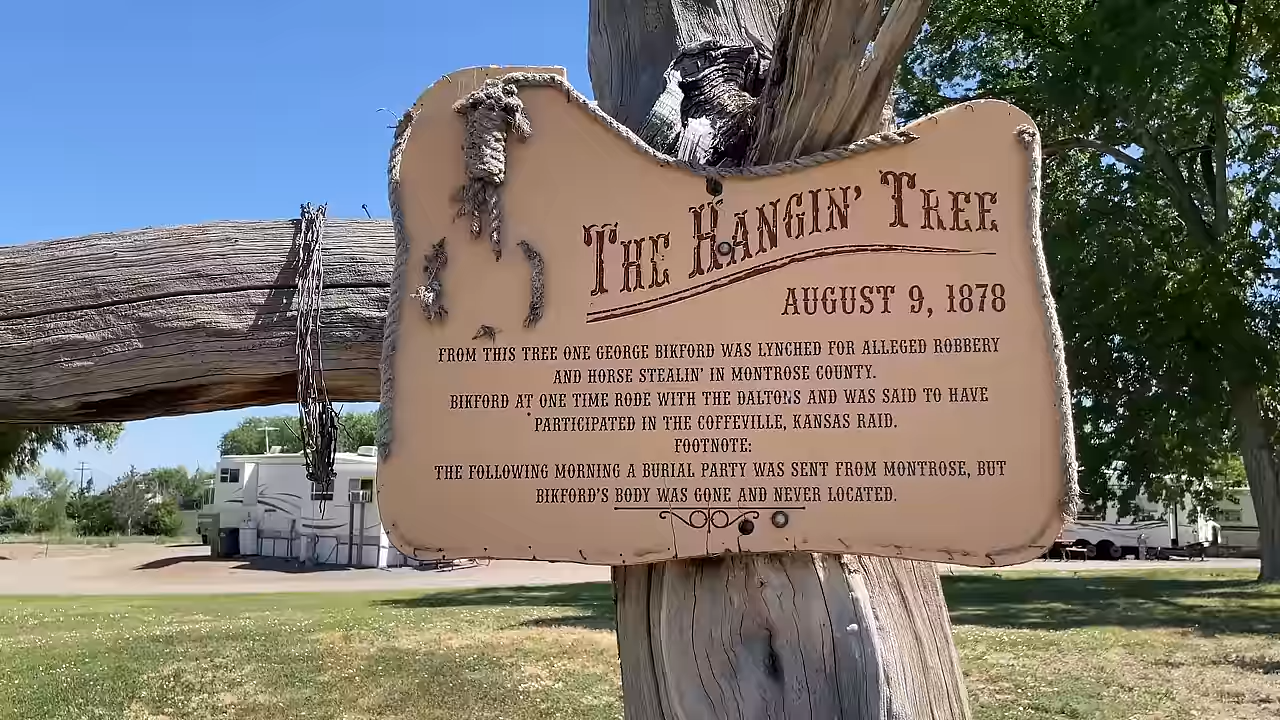 The Hangin' Tree
AUGUST 9, 1878
FROM THIS TREE ONE GEORGE BIKFORD WAS LYNCHED FOR ALLEGED ROBBERY
AND HORSE STEALIN' IN MONTROSE COUNTY.
BIKFORD AT ONE TIME RODE WITH THE DALTONS AND WAS SAID TO HAVE
PARTICIPATED IN THE COFFEVILLE, KANSAS RAID.
FOOTNOTE:
THE FOLLOWING MORNING A BURIAL PARTY WAS SENT FROM MONTROSE, BUT
BIKFORD'S BODY WAS GONE AND NEVER LOCATED.